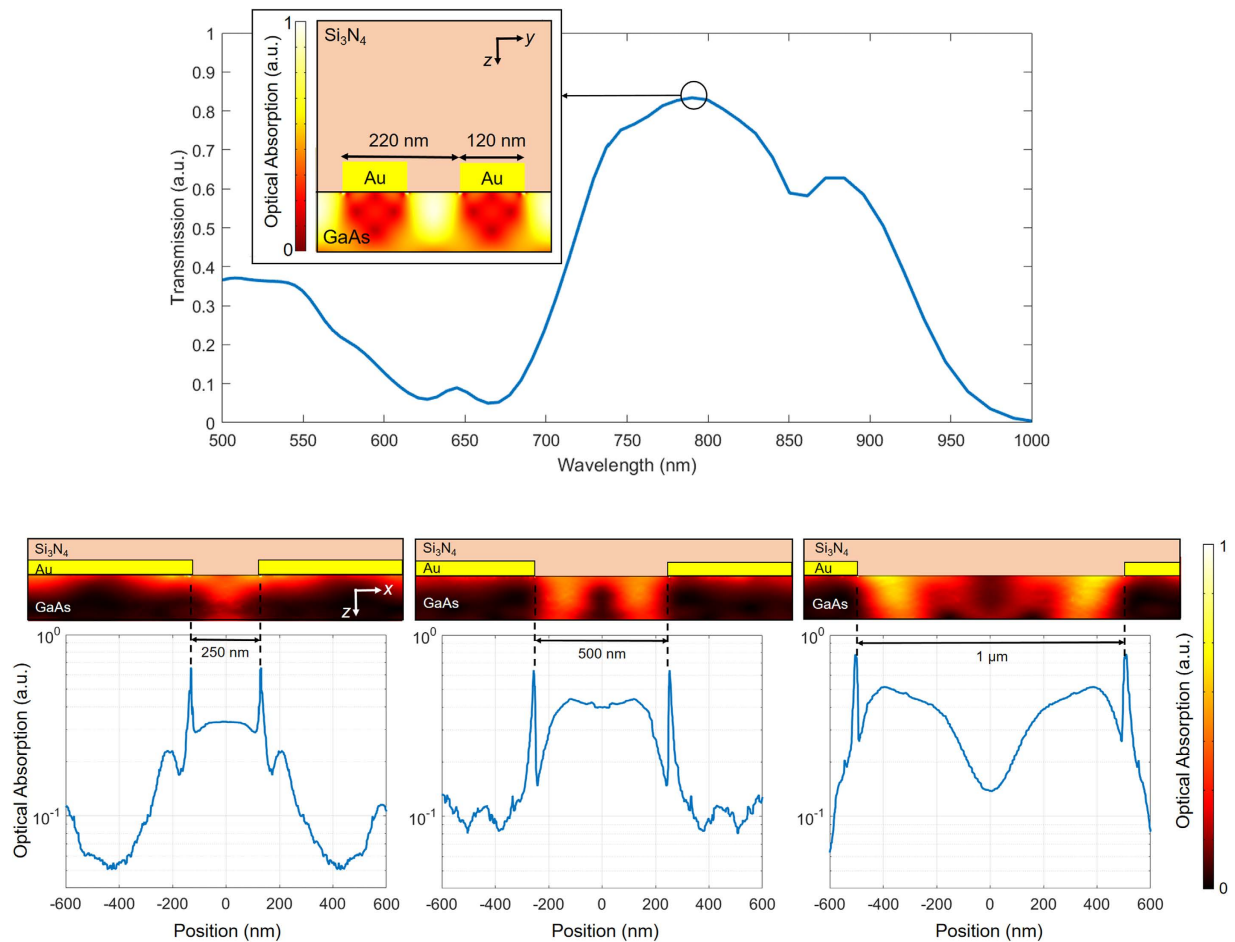 1
Optical Absorption (a.u.)
0
Si3N4
y
z
220 nm
120 nm
Au
Au
GaAs
1
0.9
0.8
0.7
0.6
0.5
0.4
0.3
0.2
0.1
0
Transmission (a.u.)
500 550 600 650 700 750 800 850 900 950 1000
Wavelength (nm)
Si3N4
Au
GaAs
x
z
Si3N4
Au
GaAs
Si3N4
Au
GaAs
10^0
10^-1
250 nm
Optical Absorption (a.u.)
-600 -400 -200 0 200 400 600
Position (nm)
10^0
10^-1
500 nm
-600 -400 -200 0 200 400 600
Position (nm)
10^0
10^-1
1 µm
-600 -400 -200 0 200 400 600
Position (nm)
1
Optical Absorption (a.u.)
0